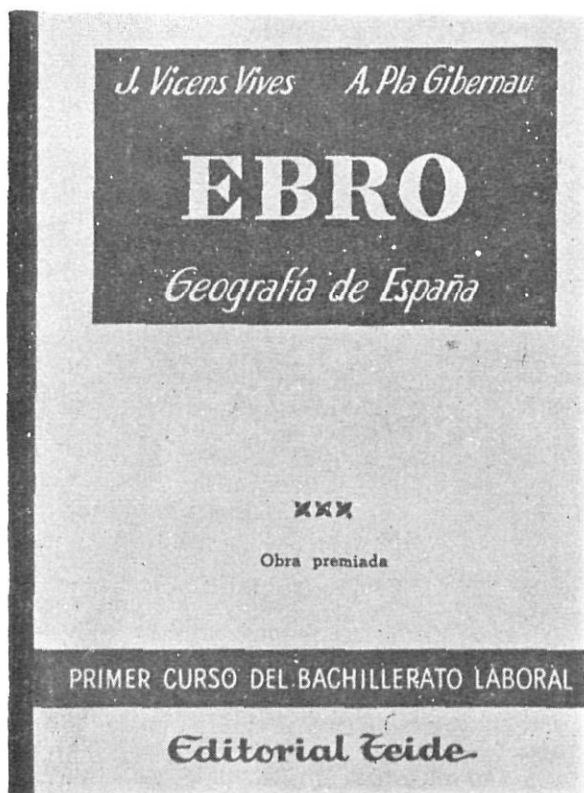 J. Vicens Vives A. Pla Gibernau
EBRO
Geografía de España
Obra premiada
PRIMER CURSO DEL BACHILLERATO LABORAL
Editorial Teide